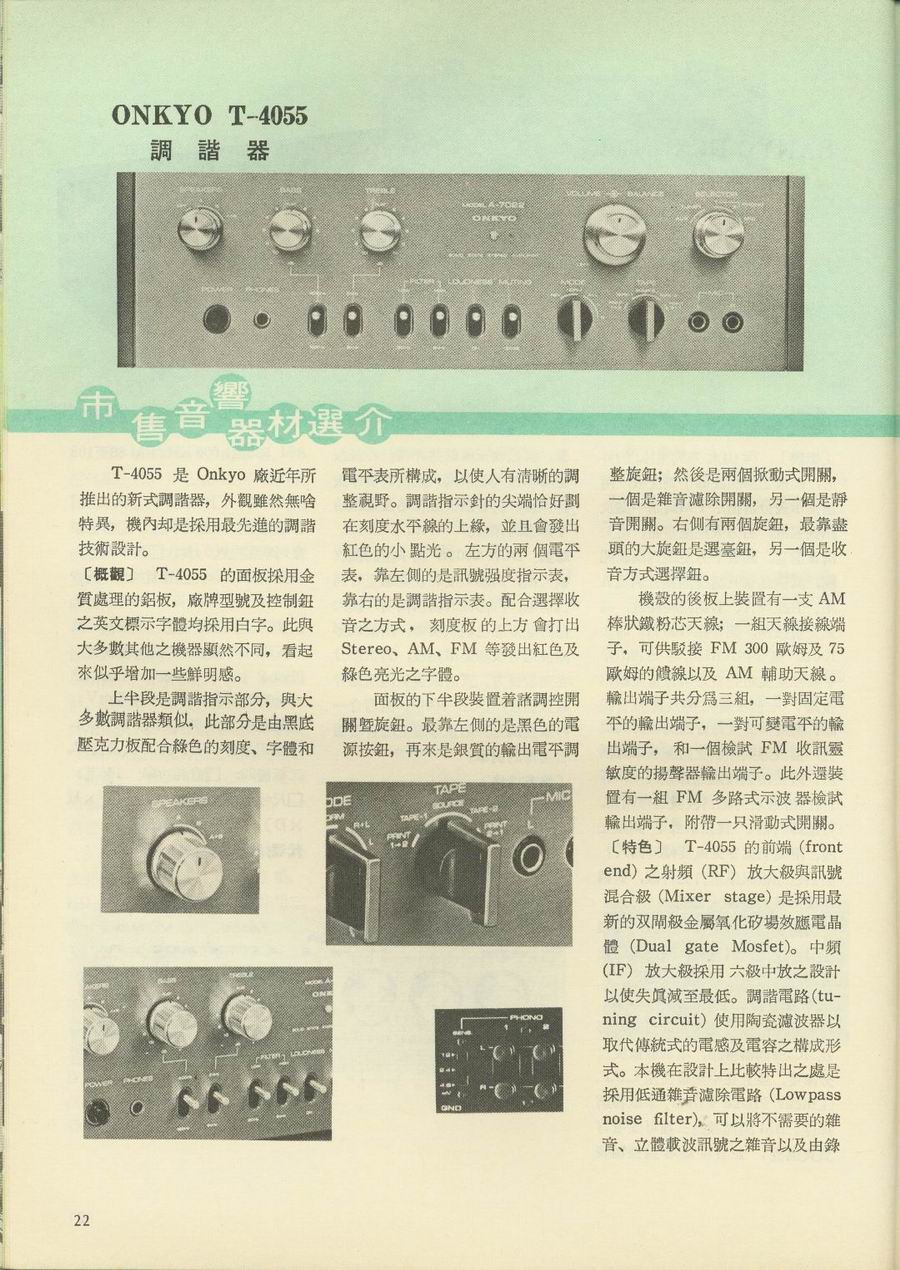 ONKYO T-4055
調諧器
SPEAKERS
BASS
TREBLE
MODEL A-7022
ONKYO
VOLUME
BALANCE
SELECTOR
POWER
PHONES
FILTER
LOUDNESS
MUTING
MODE
TAPE
市售音響器材選介
T-4055 是 Onkyo 廠近年所
推出的新式調諧器，外觀雖然無啥
特異，機內却是採用最先進的調諧
技術設計。
〔概觀〕 T-4055 的面板採用金
質處理的鋁板，廠牌型號及控制鈕
之英文標示字體均採用白字。此與
大多數其他之機器顯然不同，看起
來似乎增加一些鮮明感。
上半段是調諧指示部分，與大
多數調諧器類似。此部分是由黑底
壓克力板配合綠色的刻度、字體和
電平表所構成，以使人有清晰的調
整視野。調諧指示針的尖端恰好劃
在刻度水平線的上緣，並且會發出
紅色的小點光。左方的兩個電平
表，靠左側的是訊號强度指示表，
靠右的是調諧指示表。配合選擇收
音之方式，刻度板的上方會打出
Stereo、AM、FM 等發出紅色及
綠色亮光之字體。
面板的下半段裝置着諸調控開
關暨旋鈕。最靠左側的是黑色的電
源按鈕，再來是銀質的輸出電平調
整旋鈕；然後是兩個掀動式開關，
一個是雜音濾除開關，另一個是靜
音開關。右側有兩個旋鈕，最靠盡
頭的大旋鈕是選臺鈕，另一個是收
音方式選擇鈕。
機殼的後板上裝置有一支 AM
棒狀鐵粉芯天線；一組天線接線端
子，可供駁接 FM 300 歐姆及 75
歐姆的饋線以及 AM 輔助天線。
輸出端子共分爲三組，一對固定電
平的輸出端子，一對可變電平的輸
出端子，和一個檢試 FM 收訊靈
敏度的揚聲器輸出端子。此外還裝
置有一組 FM 多路式示波器檢試
輸出端子，附帶一只滑動式開關。
〔特色〕 T-4055 的前端 (front
end) 之射頻 (RF) 放大級與訊號
混合級 (Mixer stage) 是採用最
新的双閘級金屬氧化矽場效應電晶
體 (Dual gate Mosfet)。中頻
(IF) 放大級採用六級中放之設計
以使失眞減至最低。調諧電路(tu-
ning circuit) 使用陶瓷濾波器以
取代傳統式的電感及電容之構成形
式。本機在設計上比較特出之處是
採用低通雜音濾除電路 (Lowpass
noise filter)，可以將不需要的雜
音、立體載波訊號之雜音以及由錄
SPEAKERS
A
B
A+B
ODE
TAPE
SOURCE
TAPE-1
TAPE-2
R+L
L
PRINT
1→2
PRINT
2→1
MIC
L
AKERS
BASS
TREBLE
POWER
PHONES
FILTER
LOUDNESS
PHONO
1
2
L
R
GND
22